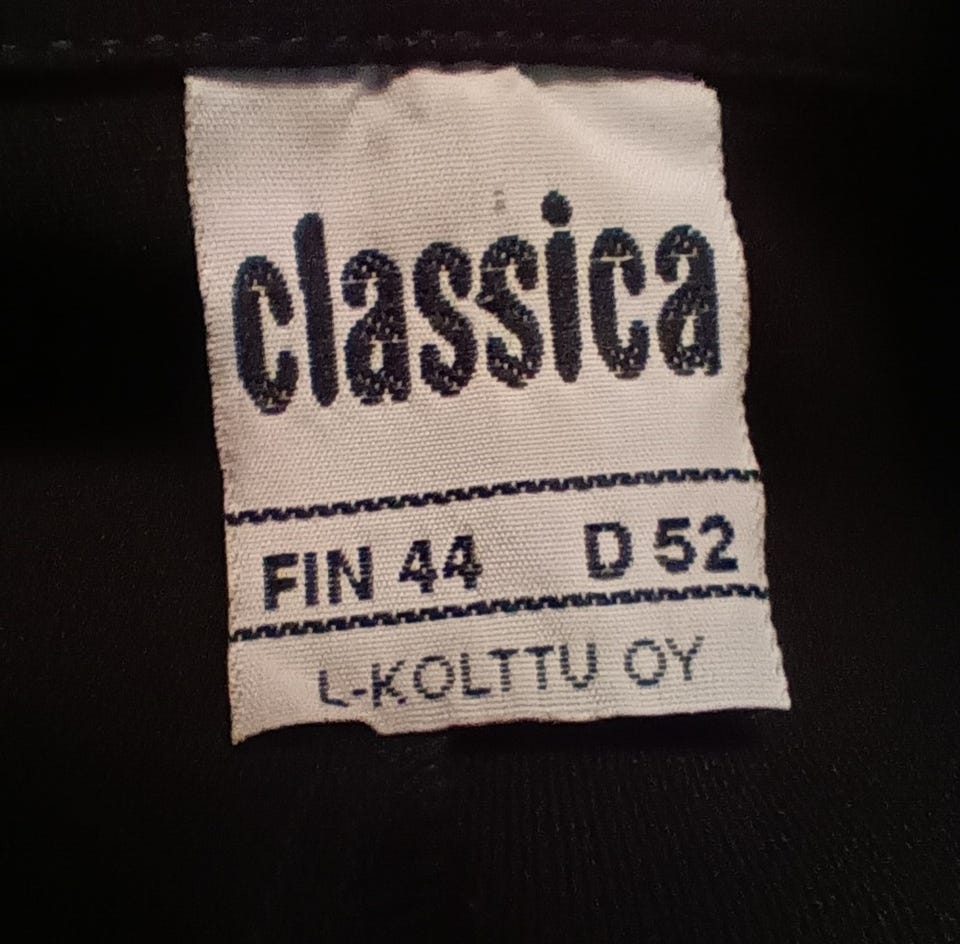 classica
FIN 44 D 52
L-KOLTTU OY